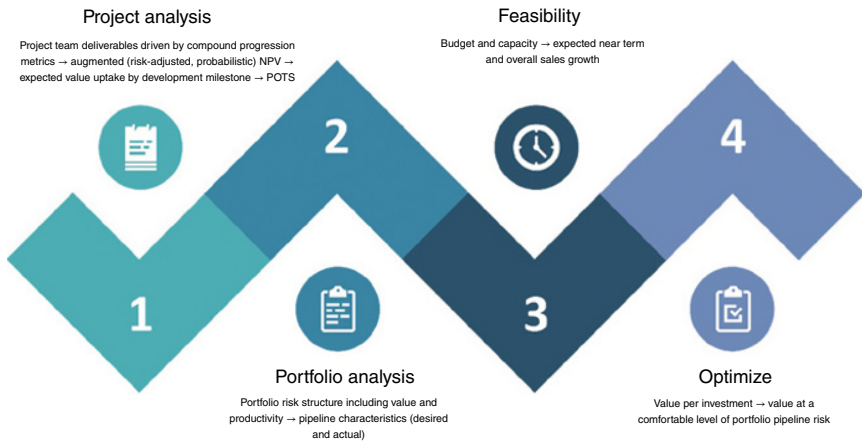 Project analysis
Project team deliverables driven by compound progression
metrics → augmented (risk-adjusted, probabilistic) NPV →
expected value uptake by development milestone → POTS
1
2
Portfolio analysis
Portfolio risk structure including value and
productivity → pipeline characteristics (desired
and actual)
Feasibility
Budget and capacity → expected near term
and overall sales growth
3
4
Optimize
Value per investment → value at a
comfortable level of portfolio pipeline risk